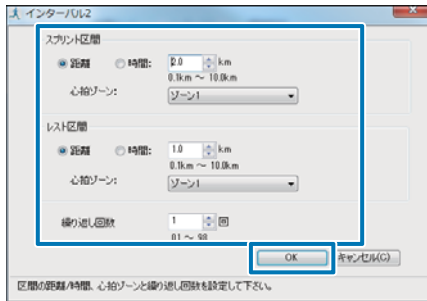 インターバル2
スプリント区間
距離 時間: 2.0 km
0.1km ～ 10.0km
心拍ゾーン: ゾーン1
レスト区間
距離 時間: 1.0 km
0.1km ～ 10.0km
心拍ゾーン: ゾーン1
繰り返し回数 1 回
01 ～ 98
OK キャンセル(C)
区間の距離/時間、心拍ゾーンと繰り返し回数を設定して下さい。